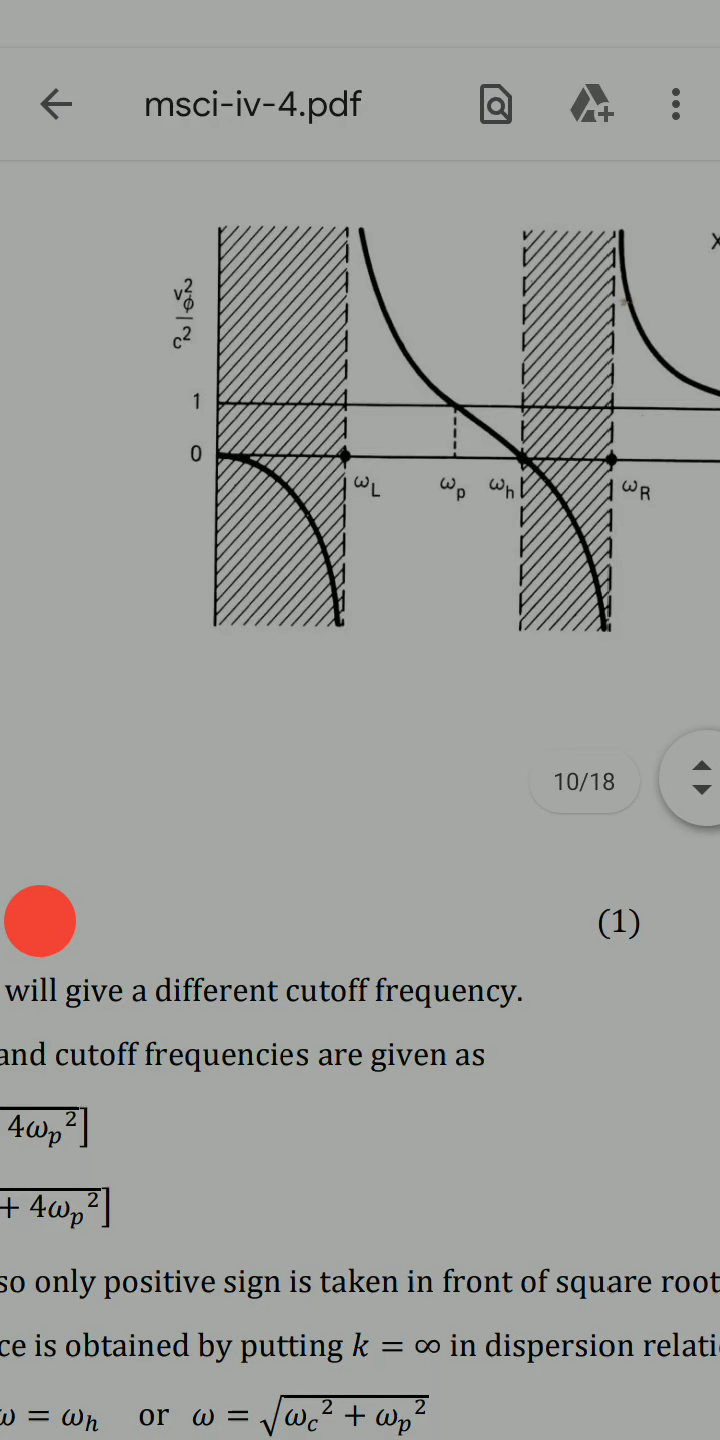 msci-iv-4.pdf
v²ϕ
c²
X
1
0
ωL
ωp
ωh
ωR
10/18
(1)
will give a different cutoff frequency.
and cutoff frequencies are given as
4ωp²]
+ 4ωp²]
so only positive sign is taken in front of square root
ce is obtained by putting k = ∞ in dispersion relati
ω = ωh or ω = √ωc² + ωp²